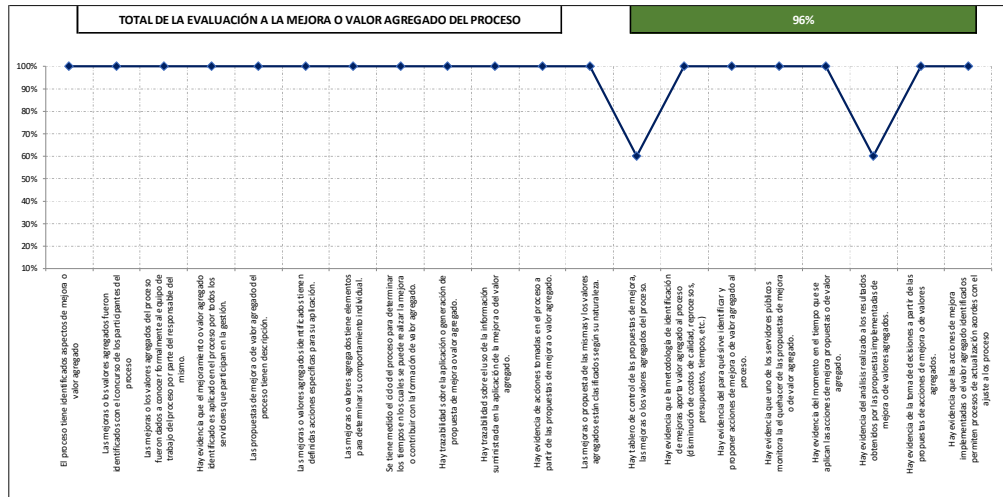 TOTAL DE LA EVALUACIÓN A LA MEJORA O VALOR AGREGADO DEL PROCESO
96%
100%
90%
80%
70%
60%
50%
40%
30%
20%
10%
El proceso tiene identificados aspectos de mejora o
valor agregado
Las mejoras o los valores agregados fueron
identificados con el concurso de los participantes del
proceso
Las mejoras o los valores agregados del proceso
fueron dados a conocer formalmente al equipo de
trabajo del proceso por parte del responsable del
mismo.
Hay evidencia que el mejoramiento o valor agregado
identificado es aplicado en el proceso por todos los
servidores que participan en la gestión.
Las propuestas de mejora o de valor agregado del
proceso tienen descripción.
Las mejoras o valores agregados identificados tienen
definidas acciones específicas para su aplicación.
Las mejoras o valores agregados tiene elementos
para determinar su comportamiento individual.
Se tiene medido el ciclo del proceso para determinar
los tiempos en los cuales se puede realizar la mejora
o contribuir con la formación de valor agregado.
Hay trazabilidad sobre la aplicación o generación de
propuesta de mejora o valor agregado.
Hay trazabilidad sobre el uso de la información
suministrada en la aplicación de la mejora o del valor
agregado.
Hay evidencia de acciones tomadas en el proceso a
partir de las propuestas de mejora o valor agregado.
Las mejoras o propuesta de las mismas y los valores
agregados están clasificados según su naturaleza.
Hay tablero de control de las propuestas de mejora,
las mejoras o los valores agregados del proceso.
Hay evidencia que la metodología de identificación
de mejoras aporta valor agregado al proceso
(disminución de costos de calidad, reprocesos,
presupuestos, tiempos, etc.)
Hay evidencia del para qué sirve identificar y
proponer acciones de mejora o de valor agregado al
proceso.
Hay evidencia que uno de los servidores públicos
monitorea la el quehacer de las propuestas de mejora
o de valor agregado.
Hay evidencia del momento en el tiempo que se
aplican las acciones de mejora propuestas o de valor
agregado.
Hay evidencia del análisis realizado a los resultados
obtenidos por las propuestas implementadas de
mejora o de valores agregados.
Hay evidencia de la toma de decisiones a partir de las
propuestas de acciones de mejora o de valores
agregados.
Hay evidencia que las acciones de mejora
implementadas o el valor agregado identificados
permiten procesos de actualización acordes con el
ajuste a los proceso